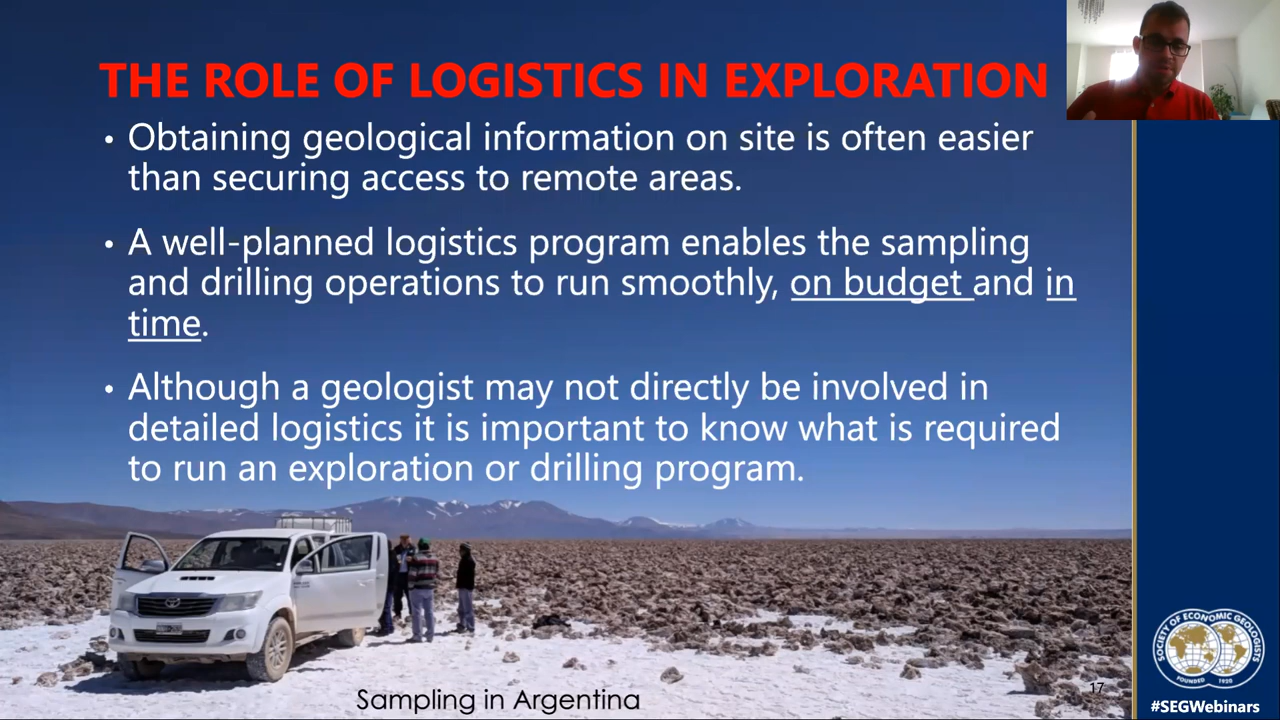 THE ROLE OF LOGISTICS IN EXPLORATION
• Obtaining geological information on site is often easier
than securing access to remote areas.
• A well-planned logistics program enables the sampling
and drilling operations to run smoothly, on budget and in
time.
• Although a geologist may not directly be involved in
detailed logistics it is important to know what is required
to run an exploration or drilling program.
Sampling in Argentina
17
SOCIETY OF ECONOMIC GEOLOGISTS
FOUNDED 1920
#SEGWebinars